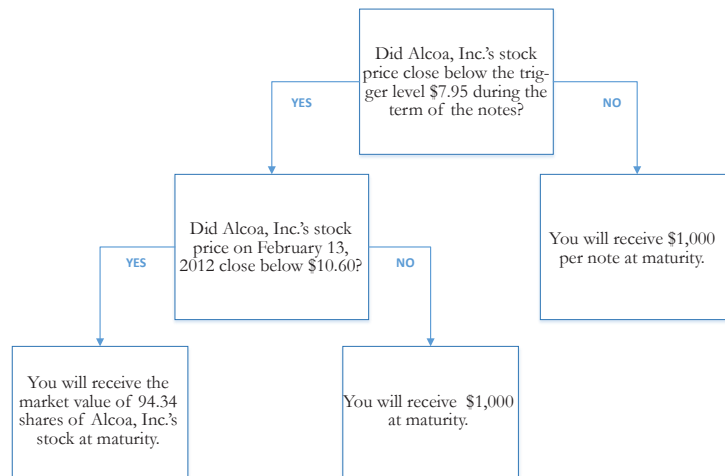 Did Alcoa, Inc.'s stock
price close below the trig-
ger level $7.95 during the
term of the notes?
YES
NO
Did Alcoa, Inc.'s stock
price on February 13,
2012 close below $10.60?
You will receive $1,000
per note at maturity.
YES
NO
You will receive the
market value of 94.34
shares of Alcoa, Inc.'s
stock at maturity.
You will receive $1,000
at maturity.